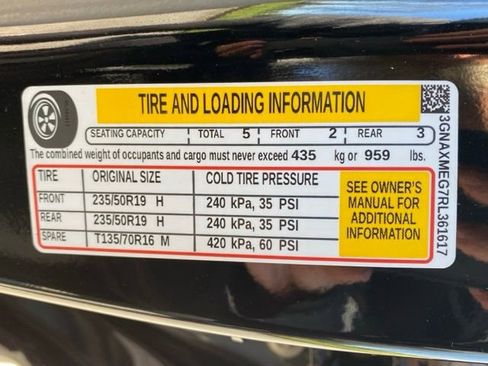 TIRE AND LOADING INFORMATION
SEATING CAPACITY TOTAL 5 FRONT 2 REAR 3
The combined weight of occupants and cargo must never exceed 435 kg or 959 lbs.
TIRE ORIGINAL SIZE COLD TIRE PRESSURE
FRONT 235/50R19 H 240 kPa, 35 PSI
REAR 235/50R19 H 240 kPa, 35 PSI
SPARE T135/70R16 M 420 kPa, 60 PSI
SEE OWNER'S
MANUAL FOR
ADDITIONAL
INFORMATION
3GNAXMEG7RL361617